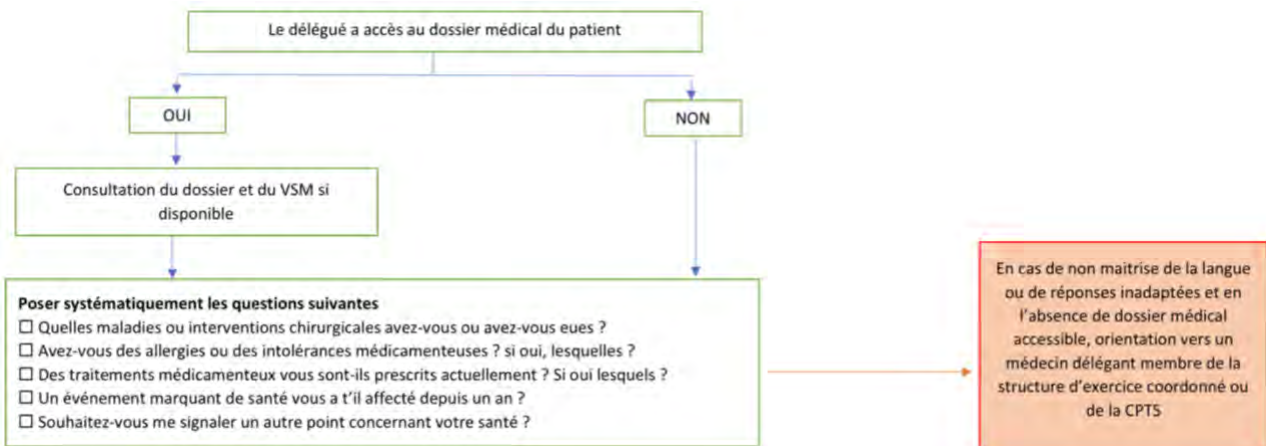 Le délégué a accès au dossier médical du patient
OUI
NON
Consultation du dossier et du VSM si
disponible
Poser systématiquement les questions suivantes
☐ Quelles maladies ou interventions chirurgicales avez-vous ou avez-vous eues ?
☐ Avez-vous des allergies ou des intolérances médicamenteuses ? si oui, lesquelles ?
☐ Des traitements médicamenteux vous sont-ils prescrits actuellement ? Si oui lesquels ?
☐ Un événement marquant de santé vous a t'il affecté depuis un an ?
☐ Souhaitez-vous me signaler un autre point concernant votre santé ?
En cas de non maitrise de la langue
ou de réponses inadaptées et en
l'absence de dossier médical
accessible, orientation vers un
médecin délégant membre de la
structure d'exercice coordonné ou
de la CPTS